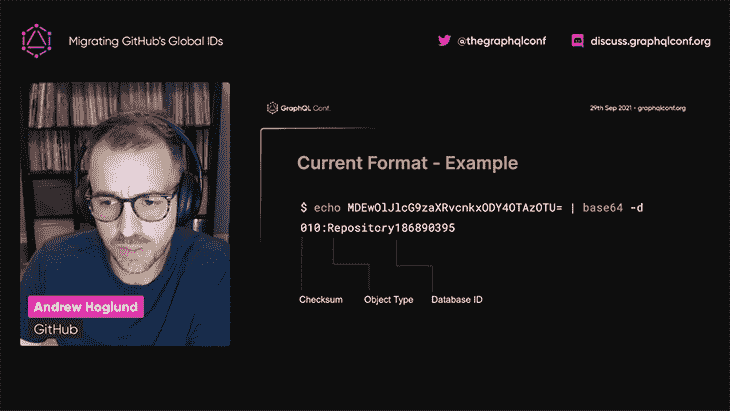 Migrating GitHub's Global IDs
@thegraphqlconf
discuss.graphqlconf.org
GraphQL Conf.
29th Sep 2021 • graphqlconf.org
Current Format - Example
$ echo MDEwOlJlcG9zaXRvcnkxODY4OTAzOTU= | base64 -d
010:Repository186890395
Checksum
Object Type
Database ID
Andrew Hoglund
GitHub